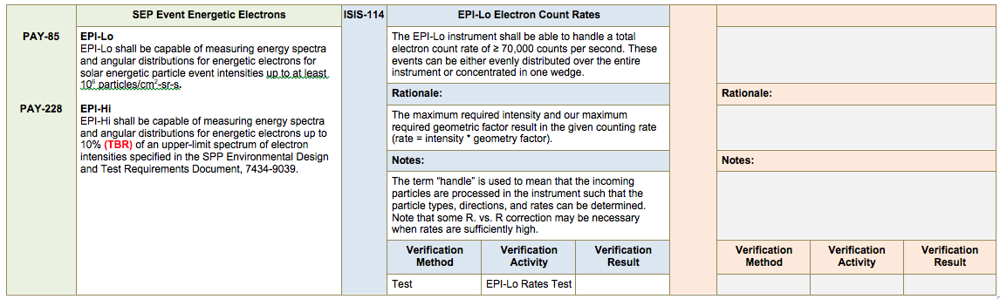 SEP Event Energetic Electrons
PAY-85
EPI-Lo
EPI-Lo shall be capable of measuring energy spectra
and angular distributions for energetic electrons for
solar energetic particle event intensities up to at least
10⁶ particles/cm²-sr-s.
PAY-228
EPI-Hi
EPI-Hi shall be capable of measuring energy spectra
and angular distributions for energetic electrons up to
10% (TBR) of an upper-limit spectrum of electron
intensities specified in the SPP Environmental Design
and Test Requirements Document, 7434-9039.
ISIS-114
EPI-Lo Electron Count Rates
The EPI-Lo instrument shall be able to handle a total
electron count rate of ≥ 70,000 counts per second. These
events can be either evenly distributed over the entire
instrument or concentrated in one wedge.
Rationale:
The maximum required intensity and our maximum
required geometric factor result in the given counting rate
(rate = intensity * geometry factor).
Notes:
The term “handle” is used to mean that the incoming
particles are processed in the instrument such that the
particle types, directions, and rates can be determined.
Note that some R. vs. R correction may be necessary
when rates are sufficiently high.
Verification Method
Verification Activity
Verification Result
Test
EPI-Lo Rates Test
Rationale:
Notes:
Verification Method
Verification Activity
Verification Result